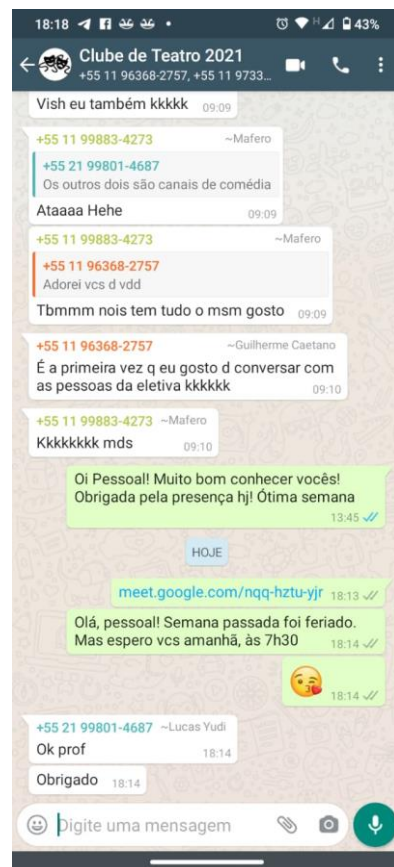 18:18 43%
Clube de Teatro 2021
+55 11 96368-2757, +55 11 9733...
Vish eu também kkkkk 09:09
+55 11 99883-4273 ~Mafero
+55 21 99801-4687
Os outros dois são canais de comédia
Ataaaa Hehe 09:09
+55 11 99883-4273 ~Mafero
+55 11 96368-2757
Adorei vcs d vdd
Tbmmm nois tem tudo o msm gosto 09:09
+55 11 96368-2757 ~Guilherme Caetano
É a primeira vez q eu gosto d conversar com
as pessoas da eletiva kkkkkk 09:10
+55 11 99883-4273 ~Mafero
Kkkkkkkk mds 09:10
Oi Pessoal! Muito bom conhecer vocês!
Obrigada pela presença hj! Ótima semana
13:45
HOJE
meet.google.com/nqq-hztu-yjr 18:13
Olá, pessoal! Semana passada foi feriado.
Mas espero vcs amanhã, às 7h30 18:14
18:14
+55 21 99801-4687 ~Lucas Yudi
Ok prof 18:14
Obrigado 18:14
Digite uma mensagem